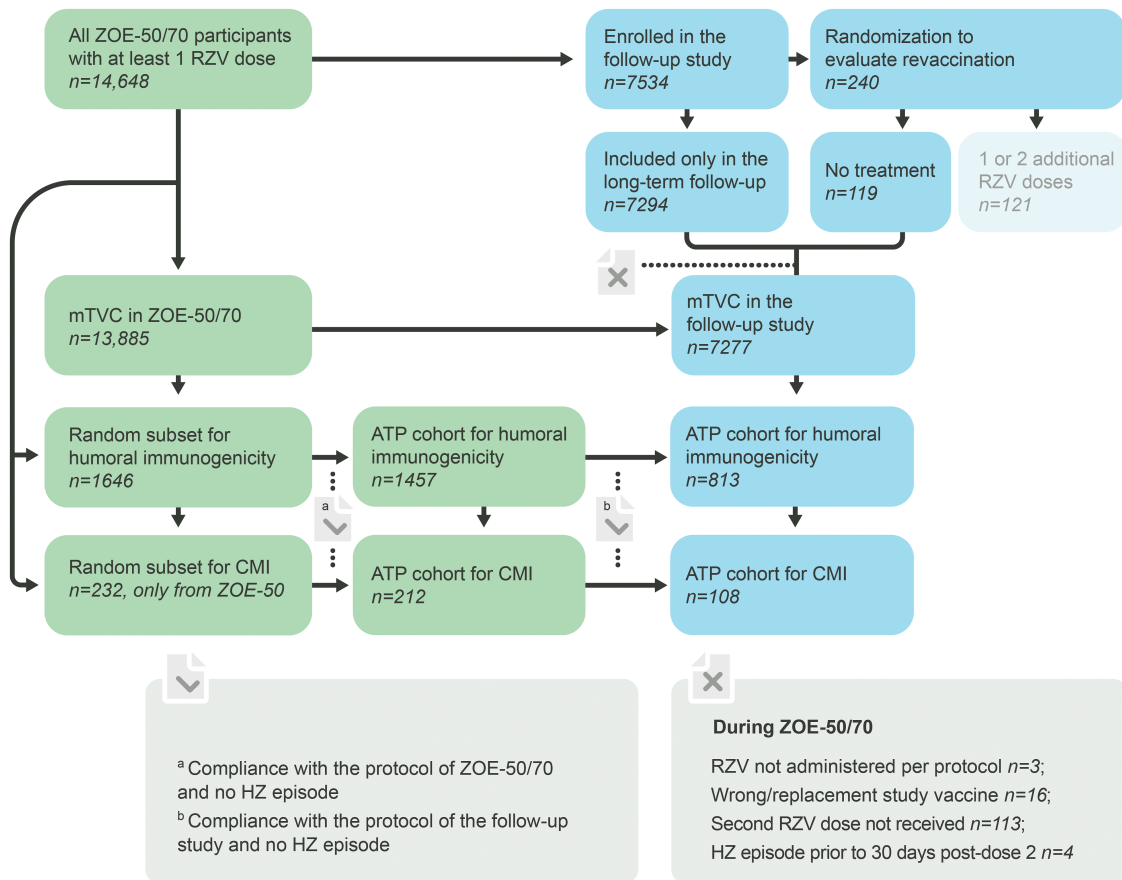 All ZOE-50/70 participants
with at least 1 RZV dose
n=14,648
Enrolled in the
follow-up study
n=7534
Randomization to
evaluate revaccination
n=240
Included only in the
long-term follow-up
n=7294
No treatment
n=119
1 or 2 additional
RZV doses
n=121
mTVC in ZOE-50/70
n=13,885
mTVC in the
follow-up study
n=7277
Random subset for
humoral immunogenicity
n=1646
ATP cohort for humoral
immunogenicity
n=1457
ATP cohort for humoral
immunogenicity
n=813
a
b
Random subset for CMI
n=232, only from ZOE-50
ATP cohort for CMI
n=212
ATP cohort for CMI
n=108
a Compliance with the protocol of ZOE-50/70
and no HZ episode
b Compliance with the protocol of the follow-up
study and no HZ episode
During ZOE-50/70
RZV not administered per protocol n=3;
Wrong/replacement study vaccine n=16;
Second RZV dose not received n=113;
HZ episode prior to 30 days post-dose 2 n=4